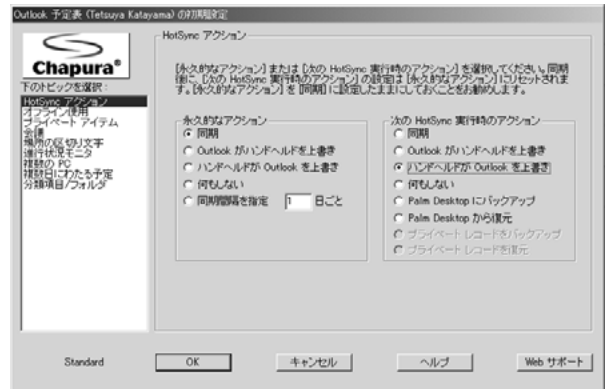 Outlook 予定表 (Tetsuya Katayama) の初期設定
Chapura®
下のトピックを選択:
HotSync アクション
オフライン使用
プライベート アイテム
会議
場所の区切り文字
進行状況モニタ
複数の PC
複数日にわたる予定
分類項目/フォルダ
HotSync アクション
[永久的なアクション] または [次の HotSync 実行時のアクション] を選択してください。同期
後に、[次の HotSync 実行時のアクション] の設定は [永久的なアクション] にリセットされま
す。[永久的なアクション] を [同期] に設定したままにしておくことをお勧めします。
永久的なアクション
同期
Outlook がハンドヘルドを上書き
ハンドヘルドが Outlook を上書き
何もしない
同期間隔を指定 1 日ごと
次の HotSync 実行時のアクション
同期
Outlook がハンドヘルドを上書き
ハンドヘルドが Outlook を上書き
何もしない
Palm Desktop にバックアップ
Palm Desktop から復元
プライベート レコードをバックアップ
プライベート レコードを復元
Standard OK キャンセル ヘルプ Web サポート